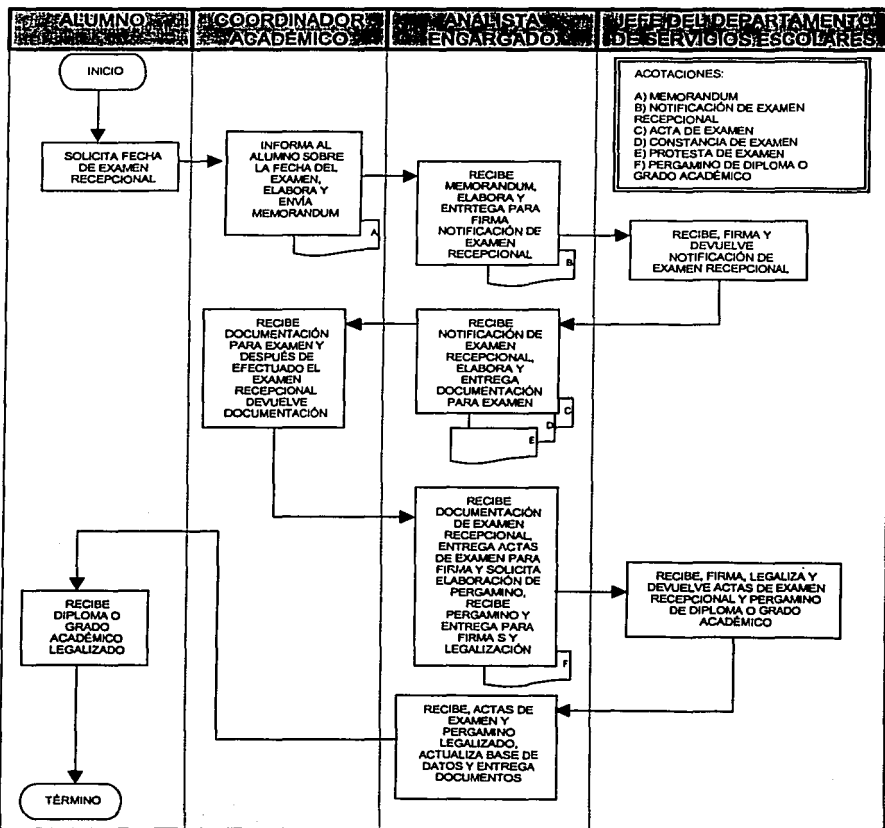 ALUMNO
COORDINADOR
ACADÉMICO
ANALISTA
ENCARGADO
JEFE DEL DEPARTAMENTO
DE SERVICIOS ESCOLARES
INICIO
ACOTACIONES:
A) MEMORANDUM
B) NOTIFICACIÓN DE EXAMEN
RECEPCIONAL
C) ACTA DE EXAMEN
D) CONSTANCIA DE EXAMEN
E) PROTESTA DE EXAMEN
F) PERGAMINO DE DIPLOMA O
GRADO ACADÉMICO
SOLICITA FECHA
DE EXAMEN
RECEPCIONAL
INFORMA AL
ALUMNO SOBRE
LA FECHA DEL
EXAMEN,
ELABORA Y
ENVÍA
MEMORANDUM
A
RECIBE
MEMORANDUM,
ELABORA Y
ENTRTEGA PARA
FIRMA
NOTIFICACIÓN DE
EXAMEN
RECEPCIONAL
B
RECIBE, FIRMA Y
DEVUELVE
NOTIFICACIÓN DE
EXAMEN RECEPCIONAL
RECIBE
DOCUMENTACIÓN
PARA EXAMEN Y
DESPUÉS DE
EFECTUADO EL
EXAMEN
RECEPCIONAL
DEVUELVE
DOCUMENTACIÓN
RECIBE
NOTIFICACIÓN DE
EXAMEN
RECEPCIONAL,
ELABORA Y
ENTREGA
DOCUMENTACIÓN
PARA EXAMEN
C
D
E
RECIBE
DOCUMENTACIÓN
DE EXAMEN
RECEPCIONAL,
ENTREGA ACTAS
DE EXAMEN PARA
FIRMA Y SOLICITA
ELABORACIÓN DE
PERGAMINO,
RECIBE
PERGAMINO Y
ENTREGA PARA
FIRMA S Y
LEGALIZACIÓN
F
RECIBE, FIRMA, LEGALIZA Y
DEVUELVE ACTAS DE EXAMEN
RECEPCIONAL Y PERGAMINO
DE DIPLOMA O GRADO
ACADÉMICO
RECIBE
DIPLOMA O
GRADO
ACADÉMICO
LEGALIZADO
RECIBE, ACTAS DE
EXAMEN Y
PERGAMINO
LEGALIZADO,
ACTUALIZA BASE DE
DATOS Y ENTREGA
DOCUMENTOS
TÉRMINO